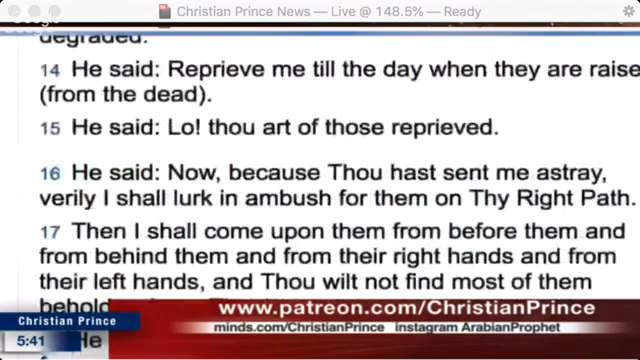 Christian Prince News — Live @ 148.5% — Ready
degraded.
14 He said: Reprieve me till the day when they are raise
(from the dead).
15 He said: Lo! thou art of those reprieved.
16 He said: Now, because Thou hast sent me astray,
verily I shall lurk in ambush for them on Thy Right Path.
17 Then I shall come upon them from before them and
from behind them and from their right hands and from
their left hands, and Thou wilt not find most of them
behold
www.patreon.com/ChristianPrince
Christian Prince
minds.com/ChristianPrince instagram ArabianProphet
5:41
He